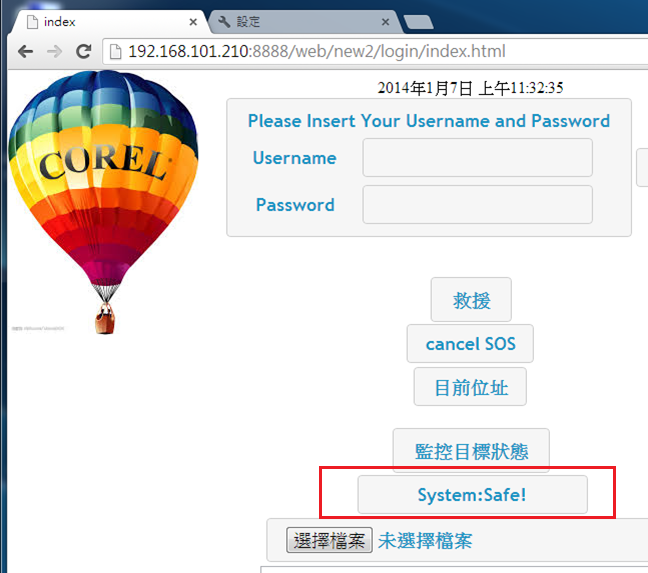 index
設定
192.168.101.210:8888/web/new2/login/index.html
2014年1月7日 上午11:32:35
COREL
Please Insert Your Username and Password
Username
Password
救援
cancel SOS
目前位址
監控目標狀態
System:Safe!
選擇檔案 未選擇檔案